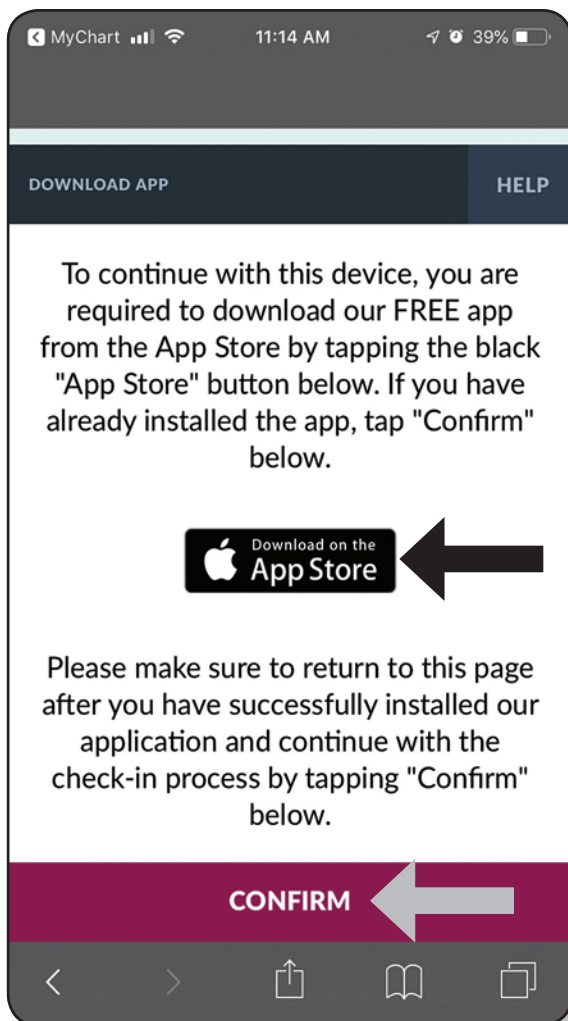 MyChart 11:14 AM 39%
DOWNLOAD APP HELP
To continue with this device, you are
required to download our FREE app
from the App Store by tapping the black
"App Store" button below. If you have
already installed the app, tap "Confirm"
below.
Download on the
App Store
Please make sure to return to this page
after you have successfully installed our
application and continue with the
check-in process by tapping "Confirm"
below.
CONFIRM